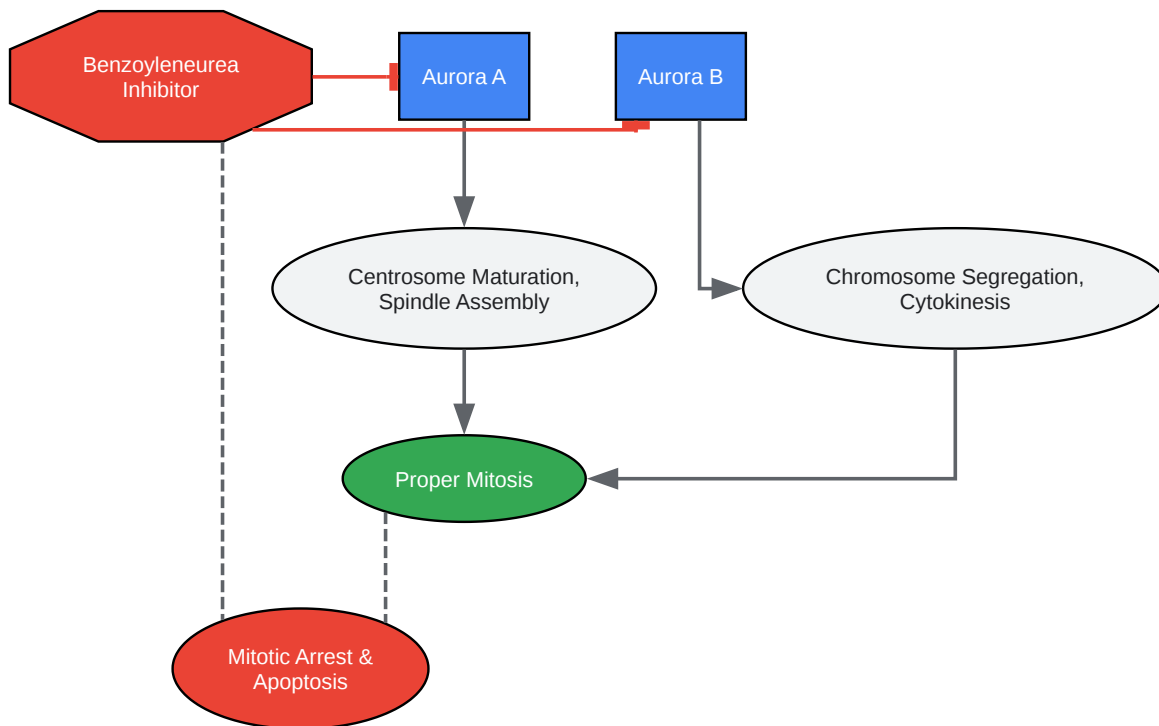 Benzoyleneurea
Inhibitor
Aurora A
Aurora B
Centrosome Maturation,
Spindle Assembly
Chromosome Segregation,
Cytokinesis
Proper Mitosis
Mitotic Arrest &
Apoptosis